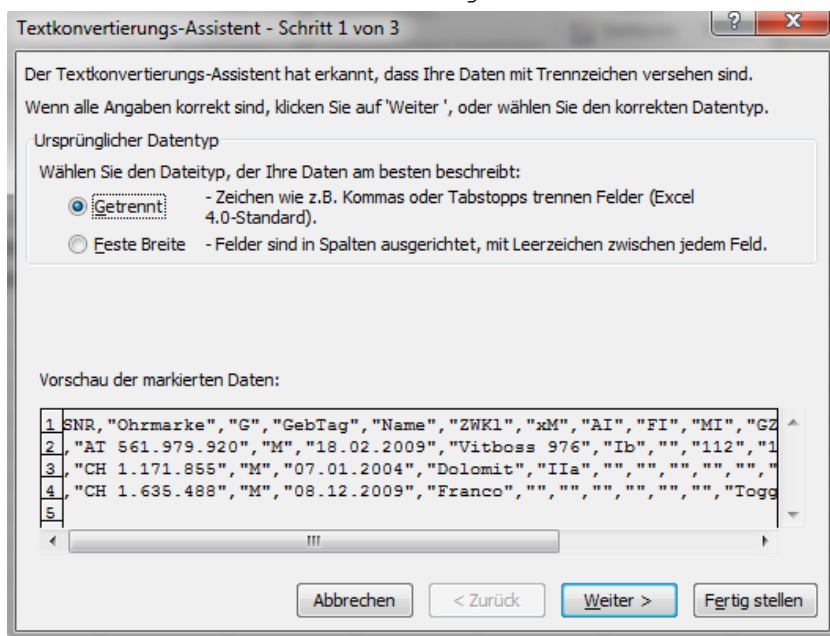 Textkonvertierungs-Assistent - Schritt 1 von 3
?
X
Der Textkonvertierungs-Assistent hat erkannt, dass Ihre Daten mit Trennzeichen versehen sind.
Wenn alle Angaben korrekt sind, klicken Sie auf 'Weiter ', oder wählen Sie den korrekten Datentyp.
Ursprünglicher Datentyp
Wählen Sie den Dateityp, der Ihre Daten am besten beschreibt:
Getrennt - Zeichen wie z.B. Kommas oder Tabstopps trennen Felder (Excel
4.0-Standard).
Feste Breite - Felder sind in Spalten ausgerichtet, mit Leerzeichen zwischen jedem Feld.
Vorschau der markierten Daten:
1 SNR,"Ohrmarke","G","GebTag","Name","ZWK1","xM","AI","FI","MI","GZ
2 ,"AT 561.979.920","M","18.02.2009","Vitboss 976","Ib","","112","1
3 ,"CH 1.171.855","M","07.01.2004","Dolomit","IIa","","","","","","
4 ,"CH 1.635.488","M","08.12.2009","Franco","","","","","","","Togg
5
Abbrechen
< Zurück
Weiter >
Fertig stellen